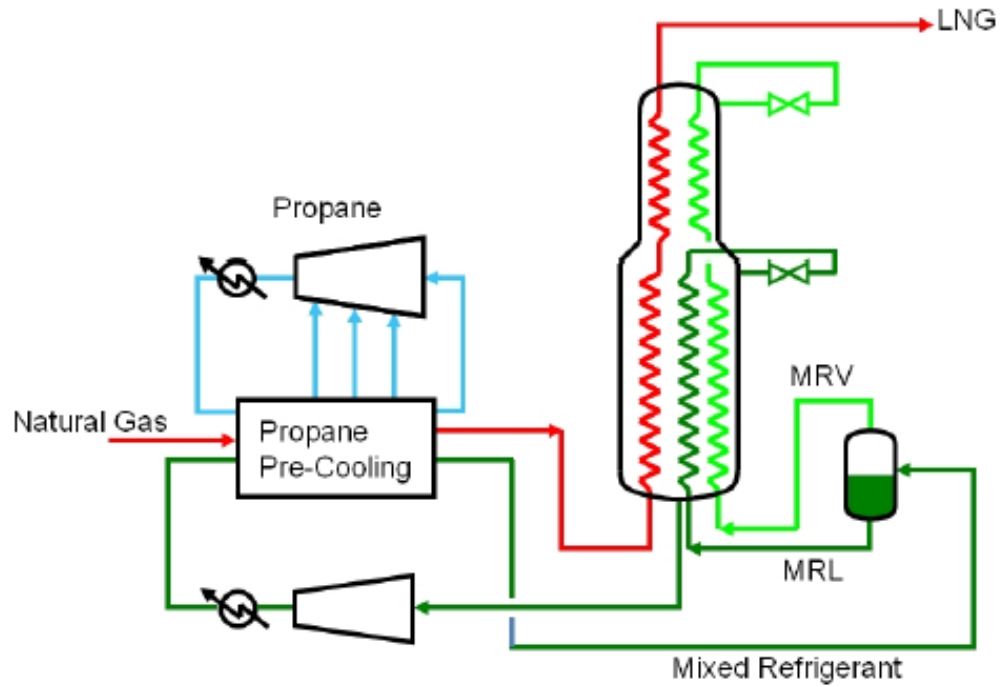 LNG
Propane
MRV
Natural Gas
Propane
Pre-Cooling
MRL
Mixed Refrigerant